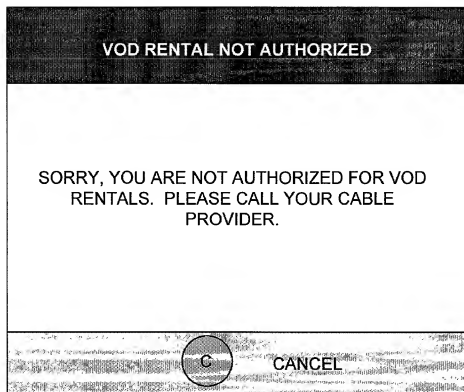 VOD RENTAL NOT AUTHORIZED
SORRY, YOU ARE NOT AUTHORIZED FOR VOD
RENTALS. PLEASE CALL YOUR CABLE
PROVIDER.
C CANCEL